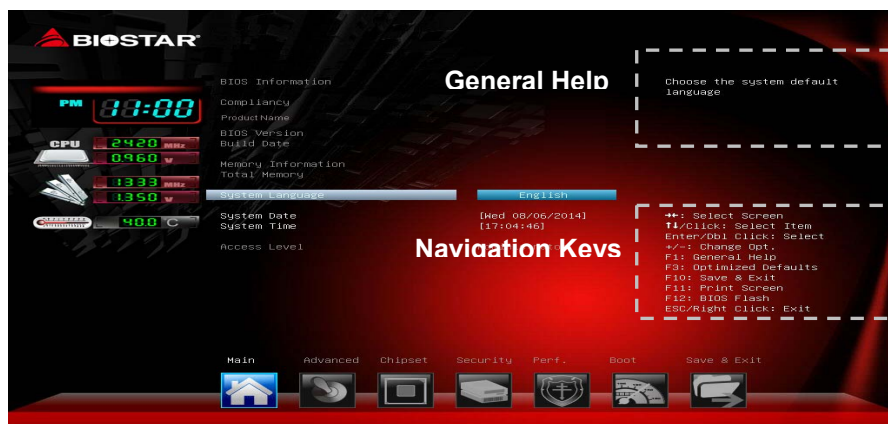 BIOSTAR
BIOS Information
General Help
Choose the system default
language
Compliancy
Product Name
PM 11:00
BIOS Version
Build Date
CPU 2420 MHz
0.960 v
Memory Information
Total Memory
1333 MHz
1.350 v
System Language English
System Date [Wed 08/06/2014]
System Time [17:04:46]
40.0 C
Access Level
Navigation Keys
→←: Select Screen
↑↓/Click: Select Item
Enter/Dbl Click: Select
+/-: Change Opt.
F1: General Help
F3: Optimized Defaults
F10: Save & Exit
F11: Print Screen
F12: BIOS Flash
ESC/Right Click: Exit
Main Advanced Chipset Security Perf. Boot Save & Exit